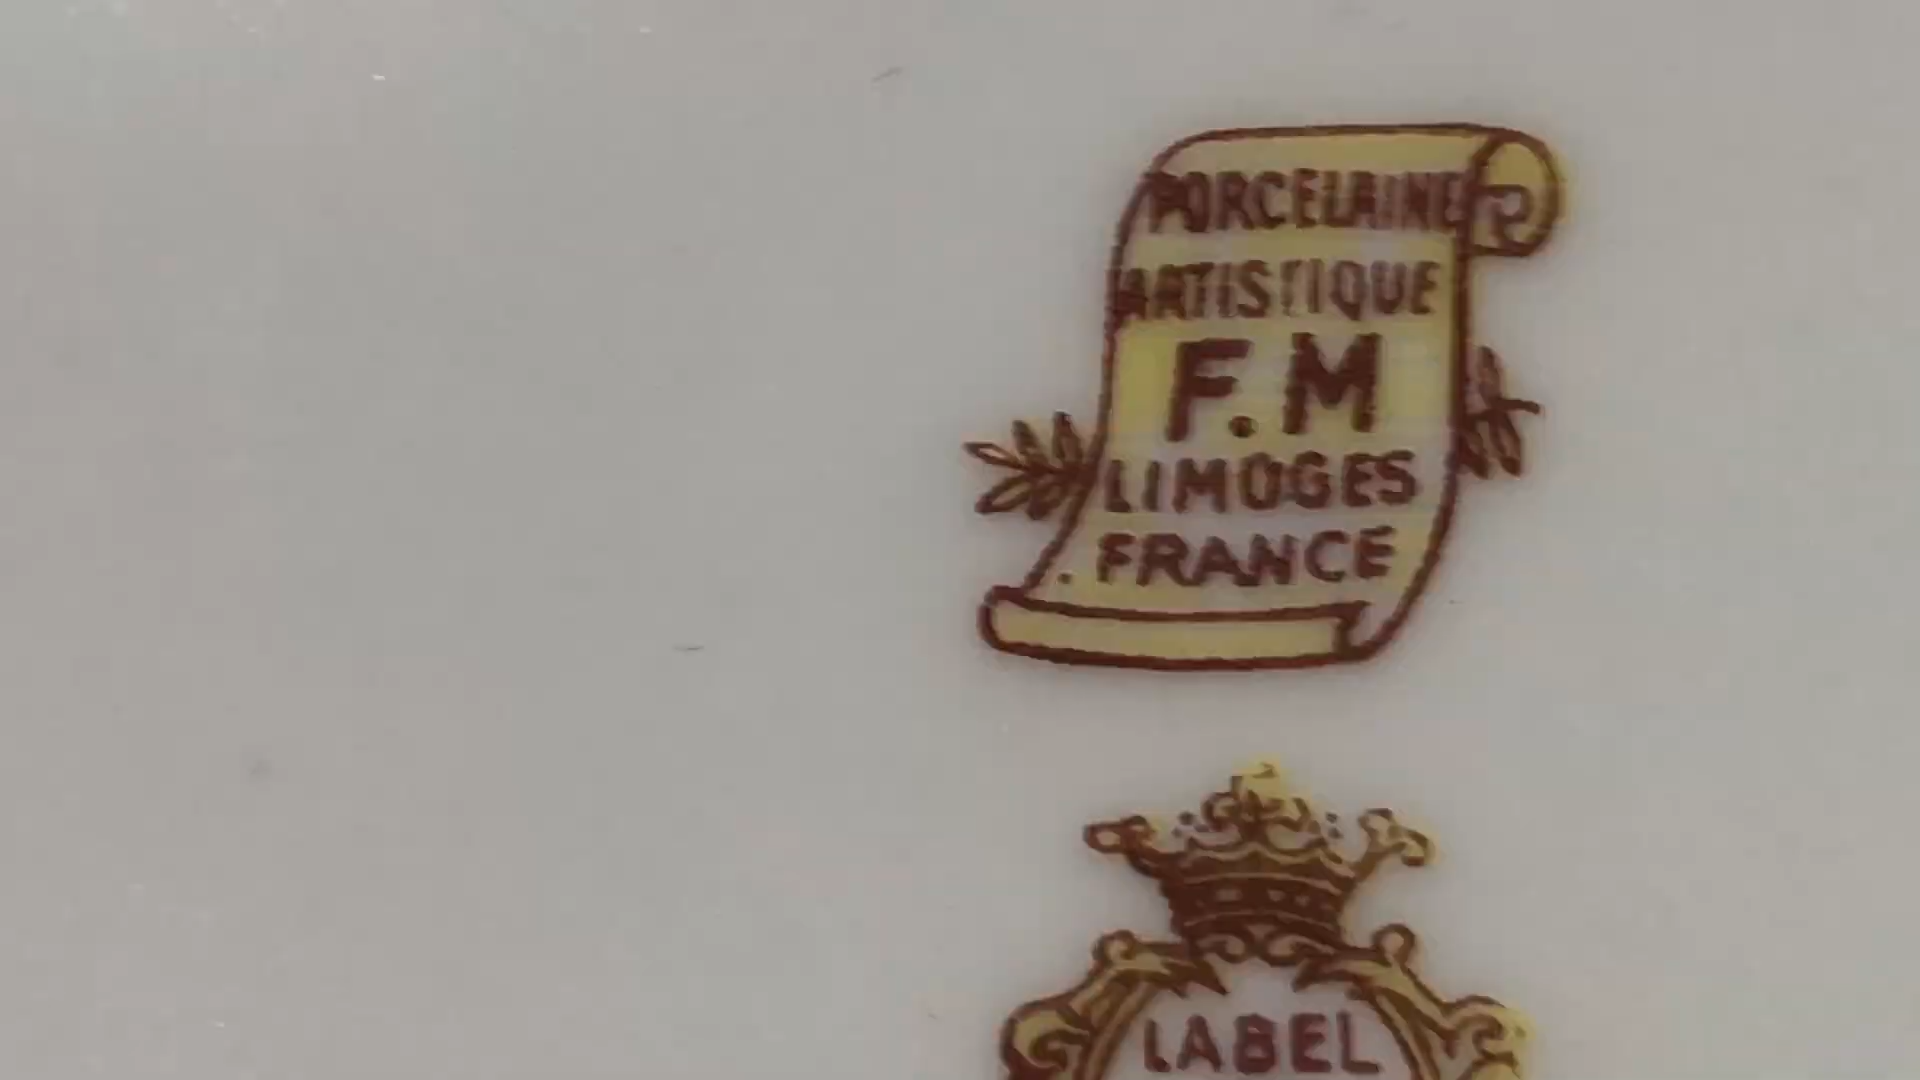 PORCELAINE
ARTISTIQUE
F.M
LIMOGES
FRANCE
LABEL